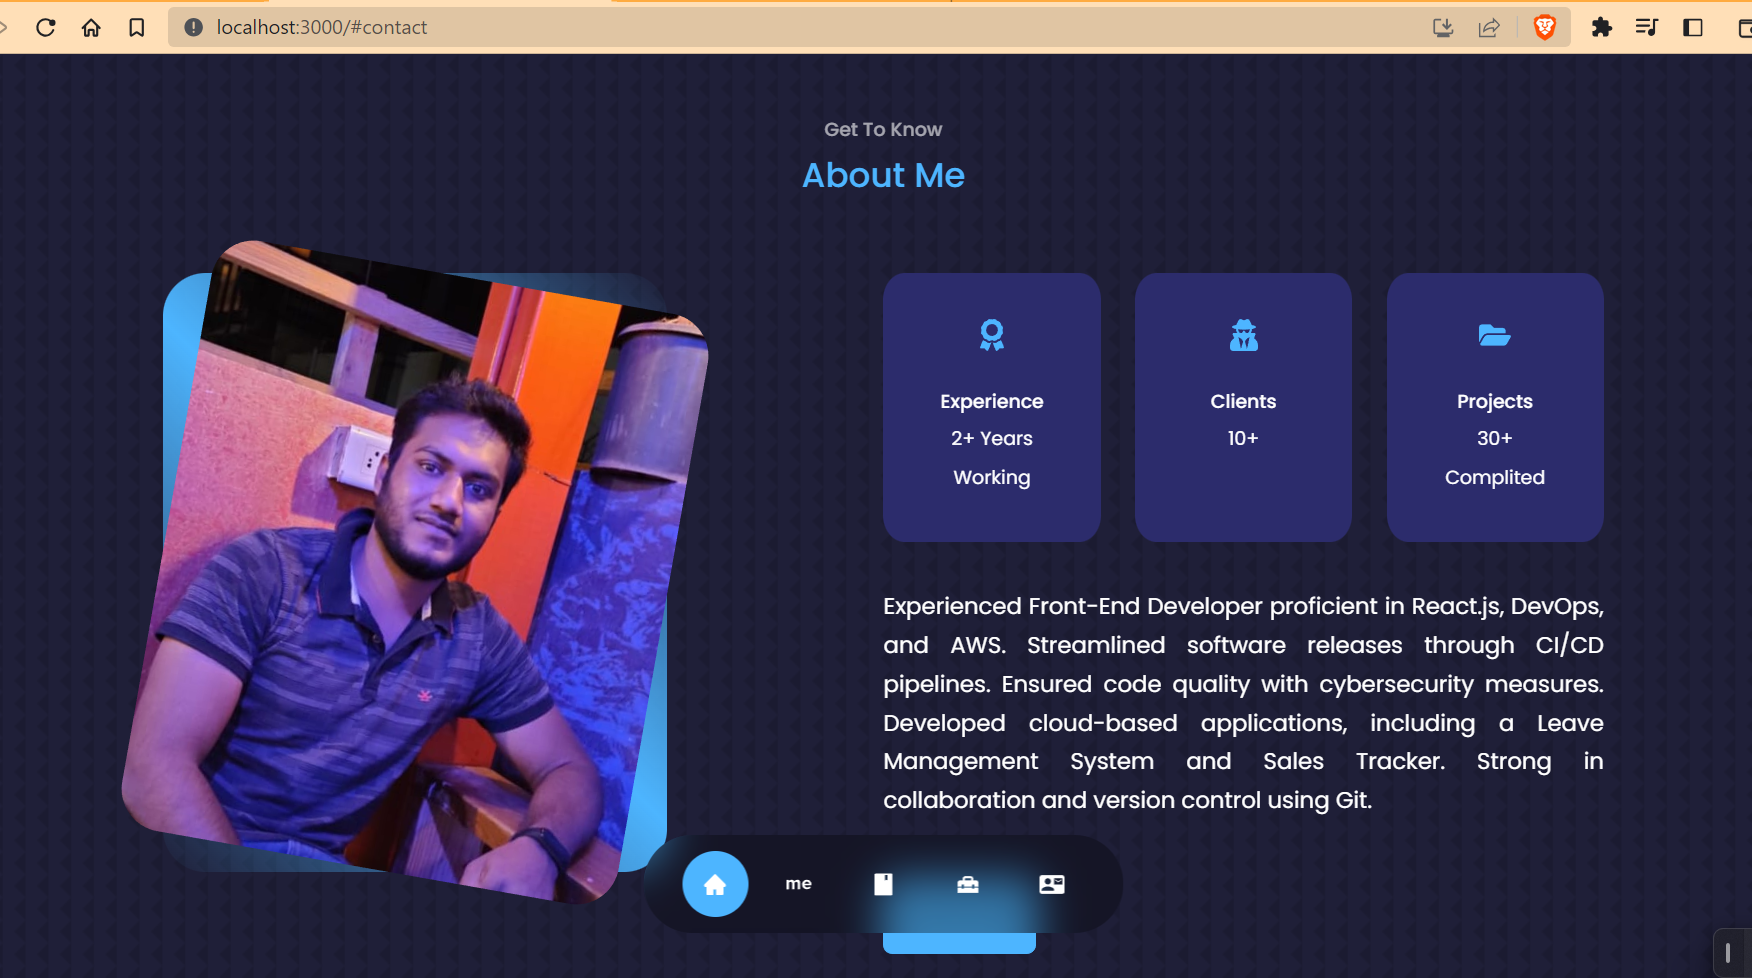 localhost:3000/#contact
Get To Know
About Me
Experience
2+ Years
Working
Clients
10+
Projects
30+
Complited
Experienced Front-End Developer proficient in React.js, DevOps,
and AWS. Streamlined software releases through CI/CD
pipelines. Ensured code quality with cybersecurity measures.
Developed cloud-based applications, including a Leave
Management System and Sales Tracker. Strong in
collaboration and version control using Git.
me